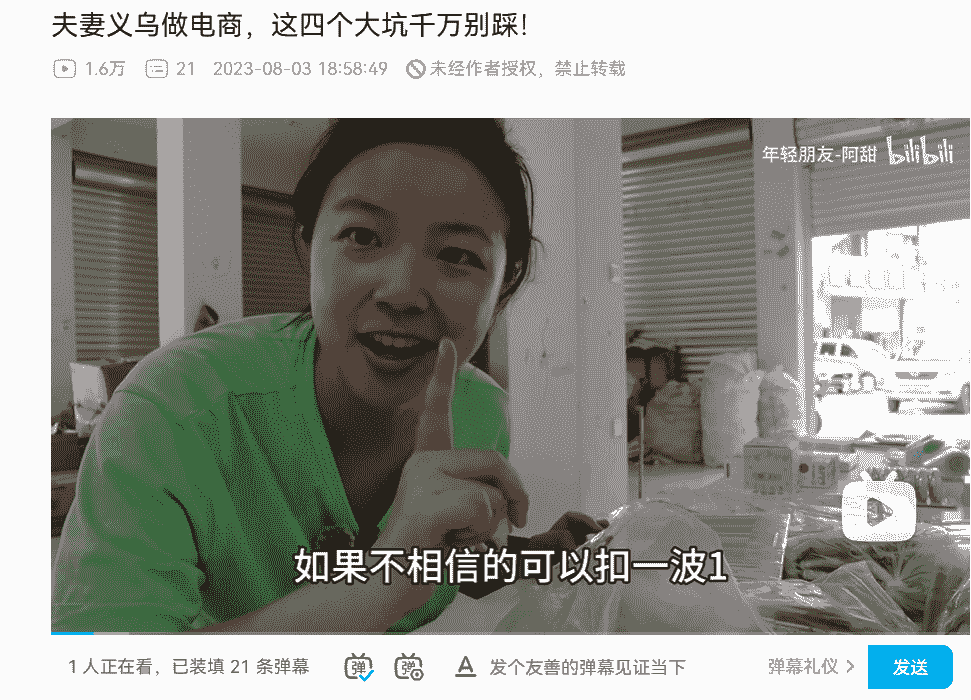 夫妻义乌做电商，这四个大坑千万别踩！
1.6万 21 2023-08-03 18:58:49 未经作者授权，禁止转载
年轻朋友-阿甜 bilibili
如果不相信的可以扣一波1
1 人正在看，已装填 21 条弹幕 弹 弹 A 发个友善的弹幕见证当下 弹幕礼仪 发送